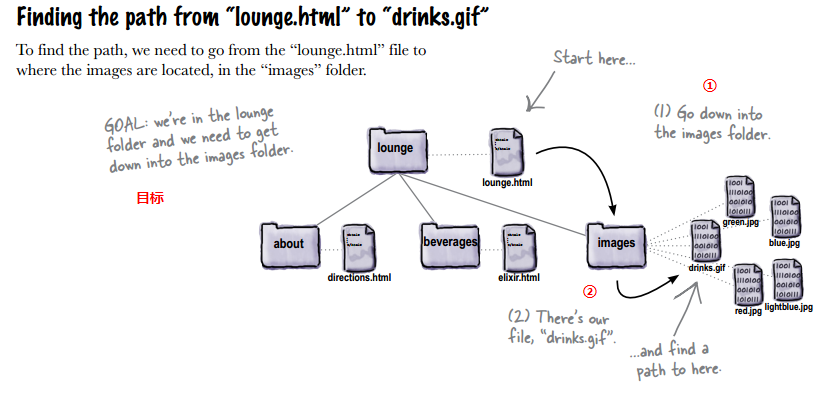 Finding the path from “lounge.html” to “drinks.gif”
To find the path, we need to go from the “lounge.html” file to
where the images are located, in the “images” folder.
Start here...
①
(1) Go down into
the images folder.
GOAL: we're in the lounge
folder and we need to get
down into the images folder.
目标
lounge
lounge.html
about
directions.html
beverages
elixir.html
images
green.jpg
blue.jpg
drinks.gif
red.jpg
lightblue.jpg
②
(2) There's our
file, “drinks.gif”.
...and find a
path to here.